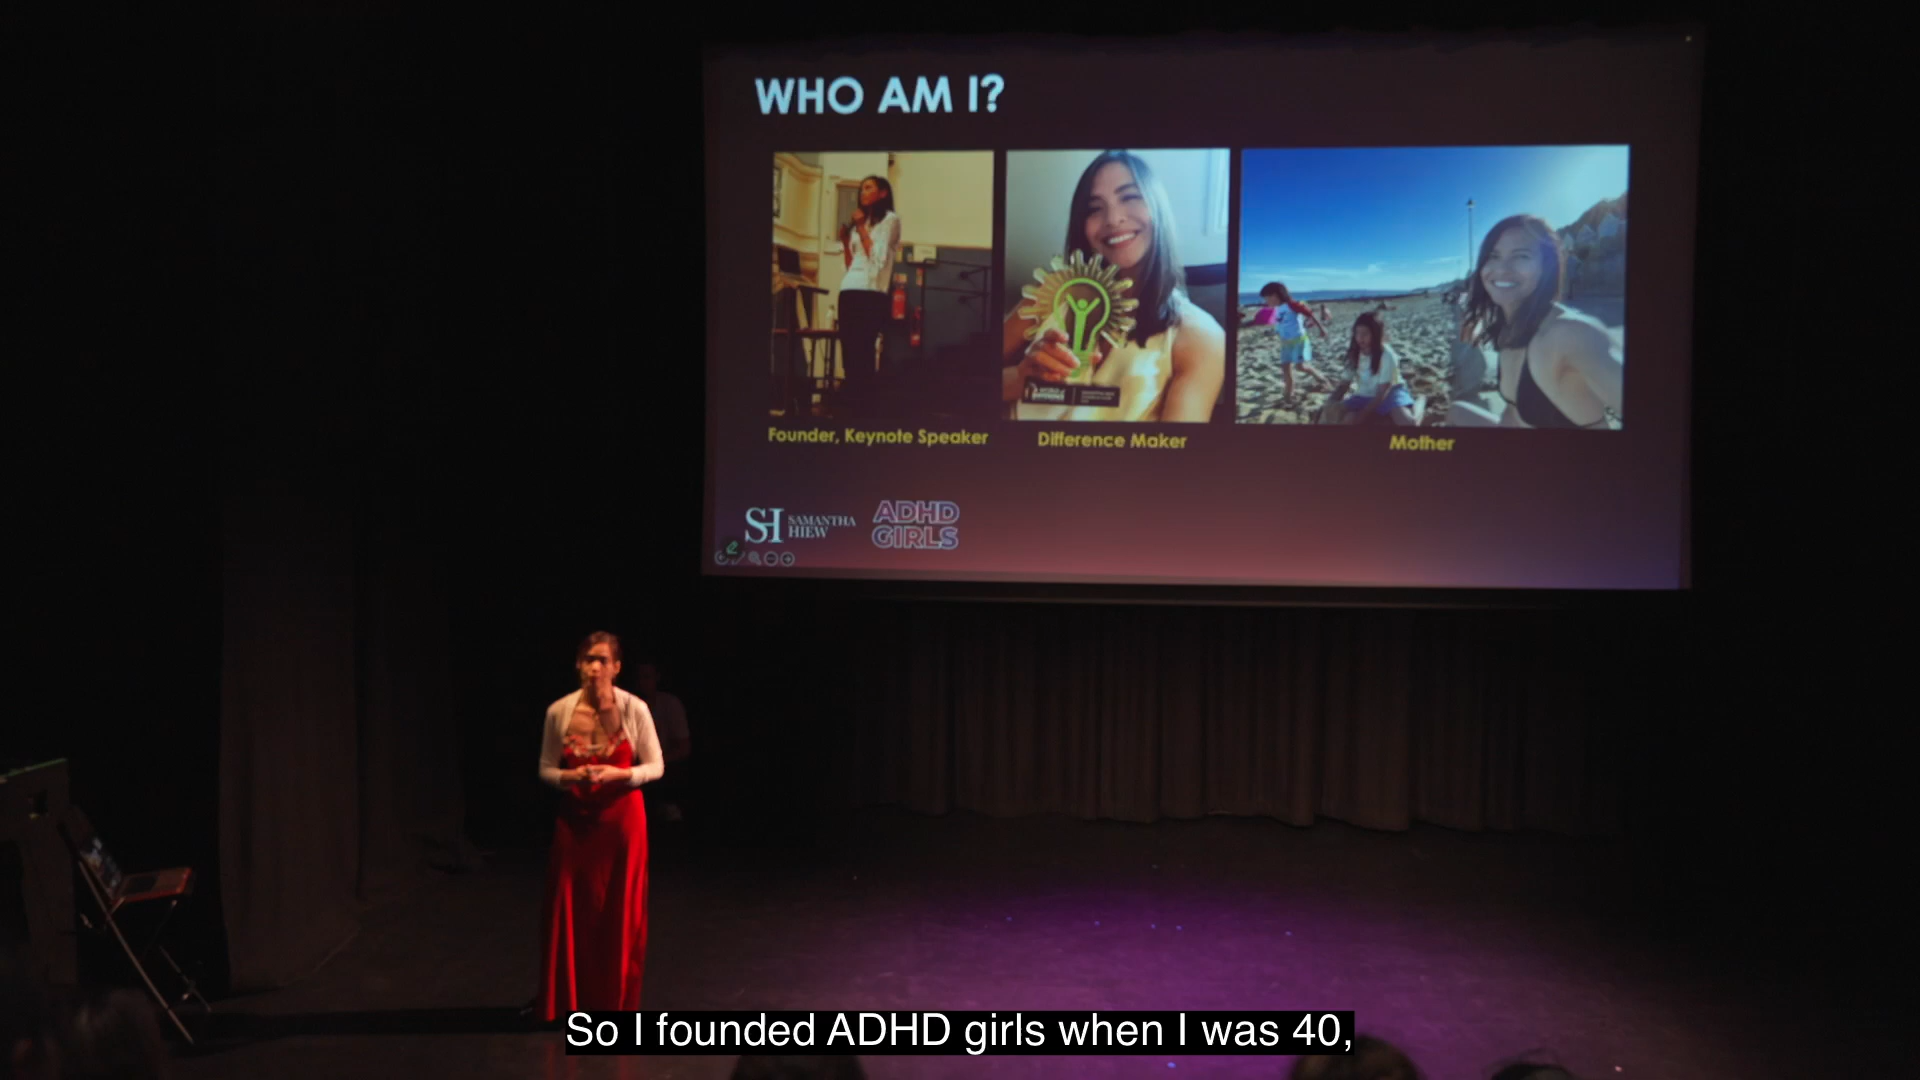 WHO AM I?
Founder, Keynote Speaker
Difference Maker
Mother
SH SAMANTHA
HIEW
ADHD
GIRLS
So I founded ADHD girls when I was 40,